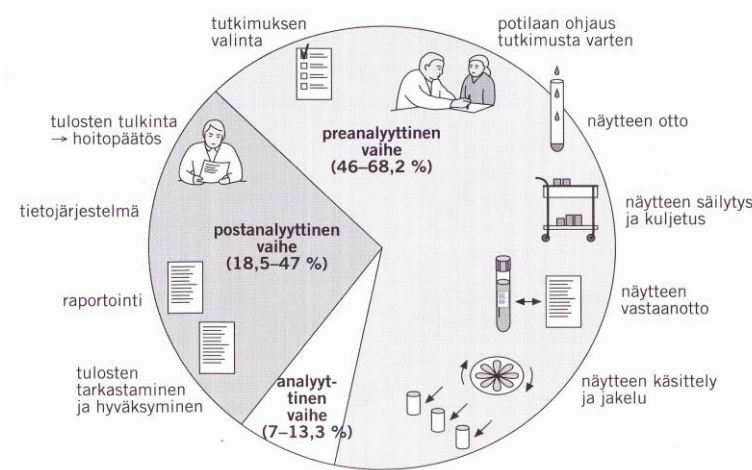 tutkimuksen
valinta
potilaan ohjaus
tutkimusta varten
näytteen otto
näytteen säilytys
ja kuljetus
näytteen
vastaanotto
näytteen käsittely
ja jakelu
preanalyyttinen
vaihe
(46–68,2 %)
tulosten tulkinta
→ hoitopäätös
tietojärjestelmä
postanalyyttinen
vaihe
(18,5–47 %)
raportointi
tulosten
tarkastaminen
ja hyväksyminen
analyyt-
tinen
vaihe
(7–13,3 %)